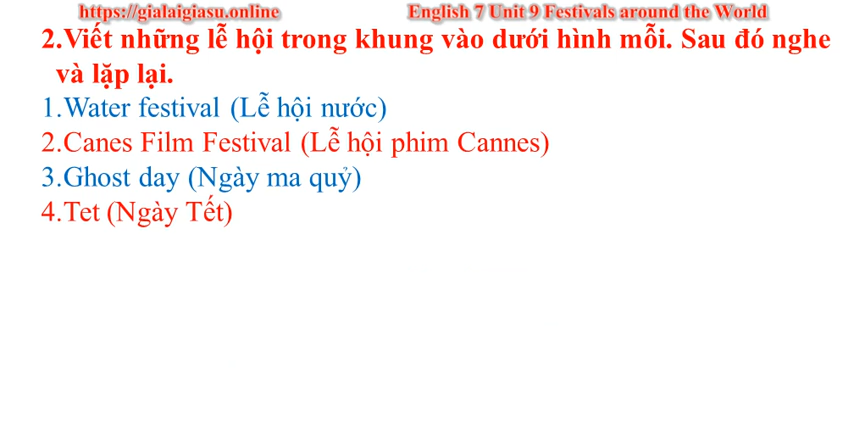 https://gialaigiasu.online English 7 Unit 9 Festivals around the World
2.Viết những lễ hội trong khung vào dưới hình mỗi. Sau đó nghe
và lặp lại.
1.Water festival (Lễ hội nước)
2.Canes Film Festival (Lễ hội phim Cannes)
3.Ghost day (Ngày ma quỷ)
4.Tet (Ngày Tết)